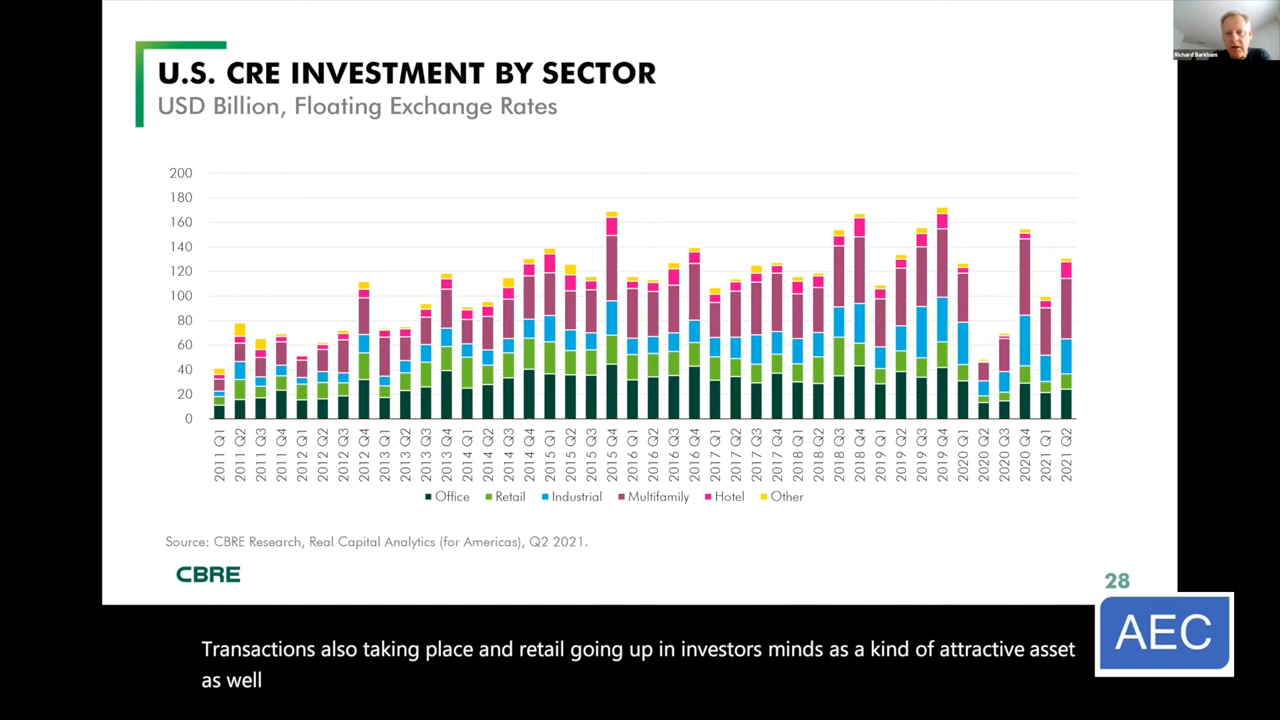 Richard Barkham
U.S. CRE INVESTMENT BY SECTOR
USD Billion, Floating Exchange Rates
200
180
160
140
120
100
80
60
40
20
0
2011 Q1
2011 Q2
2011 Q3
2011 Q4
2012 Q1
2012 Q2
2012 Q3
2012 Q4
2013 Q1
2013 Q2
2013 Q3
2013 Q4
2014 Q1
2014 Q2
2014 Q3
2014 Q4
2015 Q1
2015 Q2
2015 Q3
2015 Q4
2016 Q1
2016 Q2
2016 Q3
2016 Q4
2017 Q1
2017 Q2
2017 Q3
2017 Q4
2018 Q1
2018 Q2
2018 Q3
2018 Q4
2019 Q1
2019 Q2
2019 Q3
2019 Q4
2020 Q1
2020 Q2
2020 Q3
2020 Q4
2021 Q1
2021 Q2
Office Retail Industrial Multifamily Hotel Other
Source: CBRE Research, Real Capital Analytics (for Americas), Q2 2021.
CBRE
28
AEC
Transactions also taking place and retail going up in investors minds as a kind of attractive asset
as well